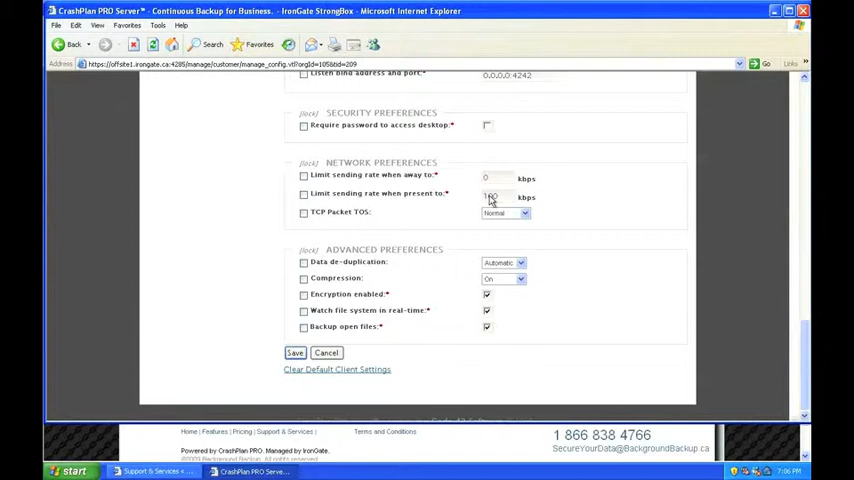 CrashPlan PRO Server™ - Continuous Backup for Business. - IronGate StrongBox - Microsoft Internet Explorer
File Edit View Favorites Tools Help
Back Search Favorites
Address https://offsite1.irongate.ca:4285/manage/customer/manage_config.vtl?orgId=105&tid=209 Go Links »
Listen bind address and port:* 0.0.0.0:4242
[lock] SECURITY PREFERENCES
Require password to access desktop:*
[lock] NETWORK PREFERENCES
Limit sending rate when away to:* 0 kbps
Limit sending rate when present to:* kbps
TCP Packet TOS: Normal
[lock] ADVANCED PREFERENCES
Data de-duplication: Automatic
Compression: On
Encryption enabled:*
Watch file system in real-time:*
Backup open files:*
Save Cancel
Clear Default Client Settings
Home | Features | Pricing | Support & Services | Terms and Conditions
1 866 838 4766
SecureYourData@BackgroundBackup.ca
Powered by CrashPlan PRO. Managed by IronGate.
start Support & Services < ... CrashPlan PRO Serve... 7:06 PM